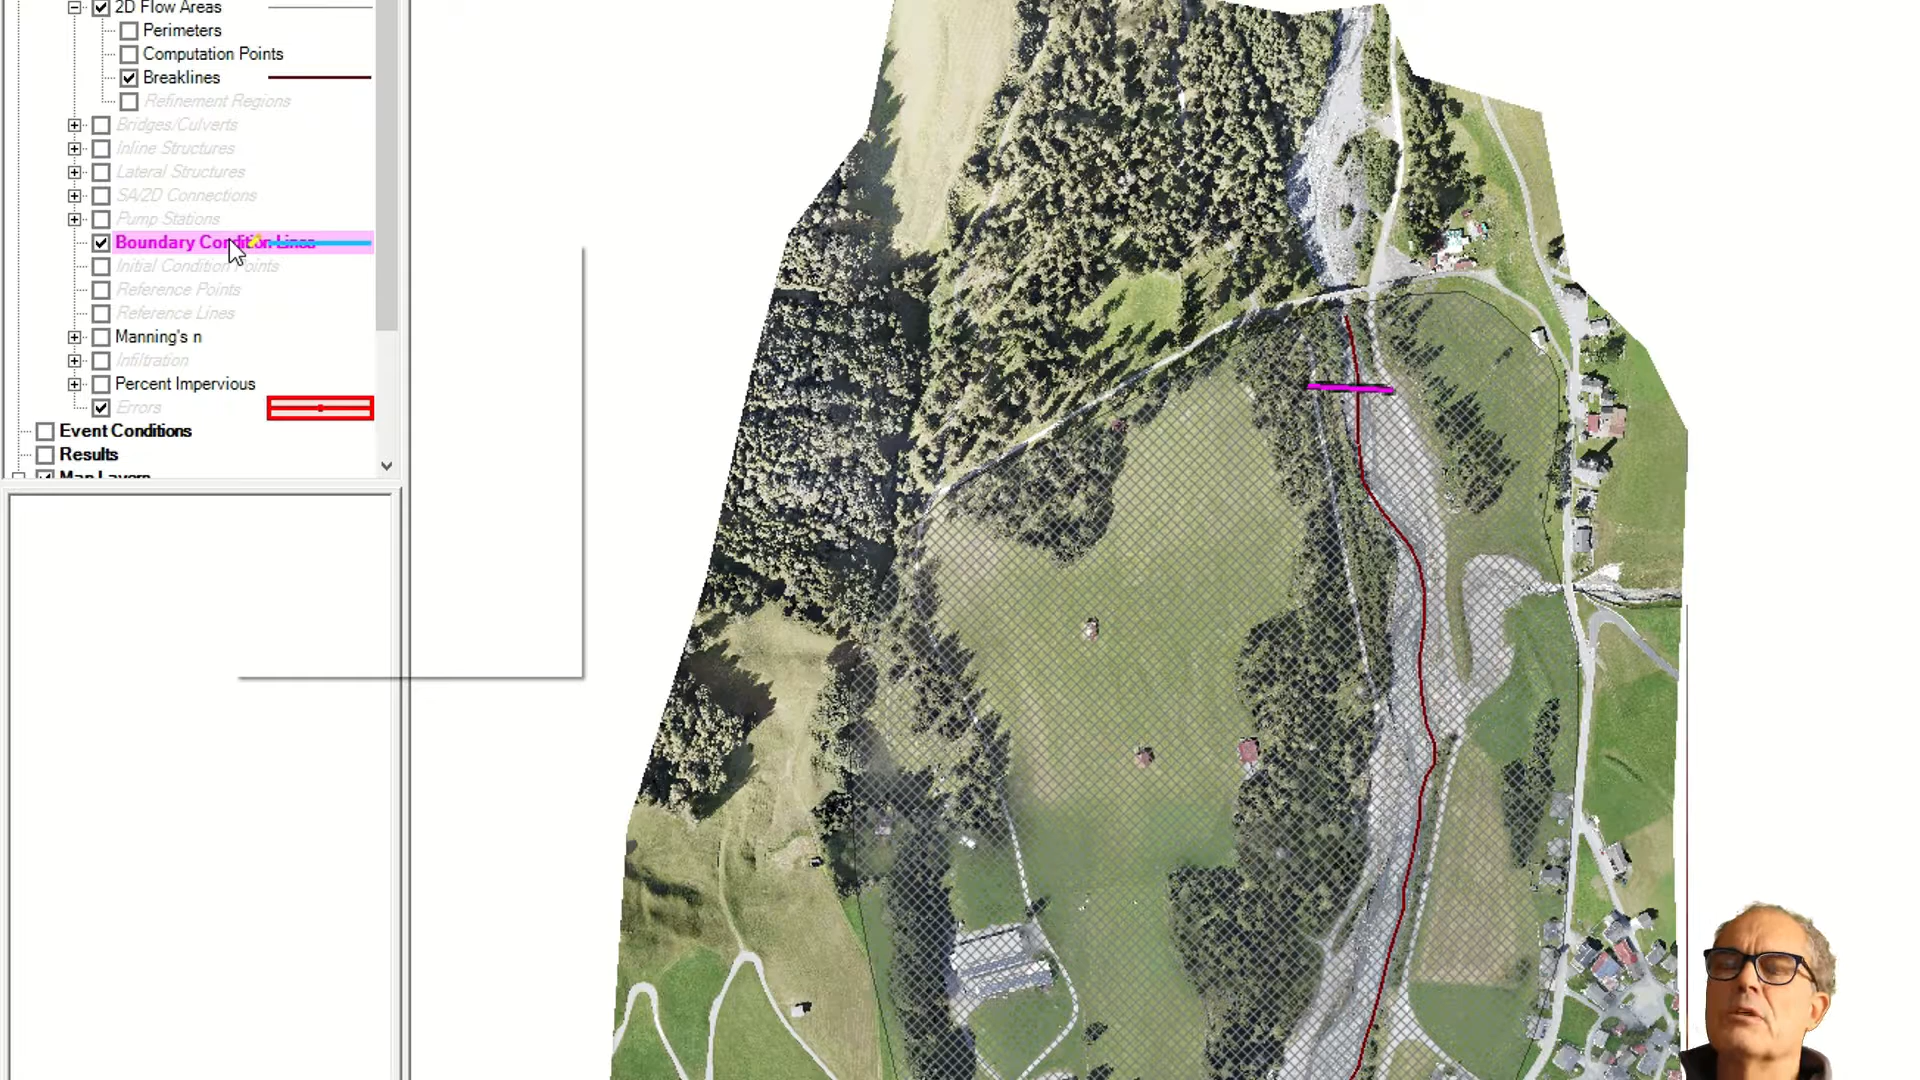 2D Flow Areas
Perimeters
Computation Points
Breaklines
Refinement Regions
Bridges/Culverts
Inline Structures
Lateral Structures
SA/2D Connections
Pump Stations
Boundary Condition Lines
Initial Condition Points
Reference Points
Reference Lines
Manning's n
Infiltration
Percent Impervious
Errors
Event Conditions
Results
Map Layers